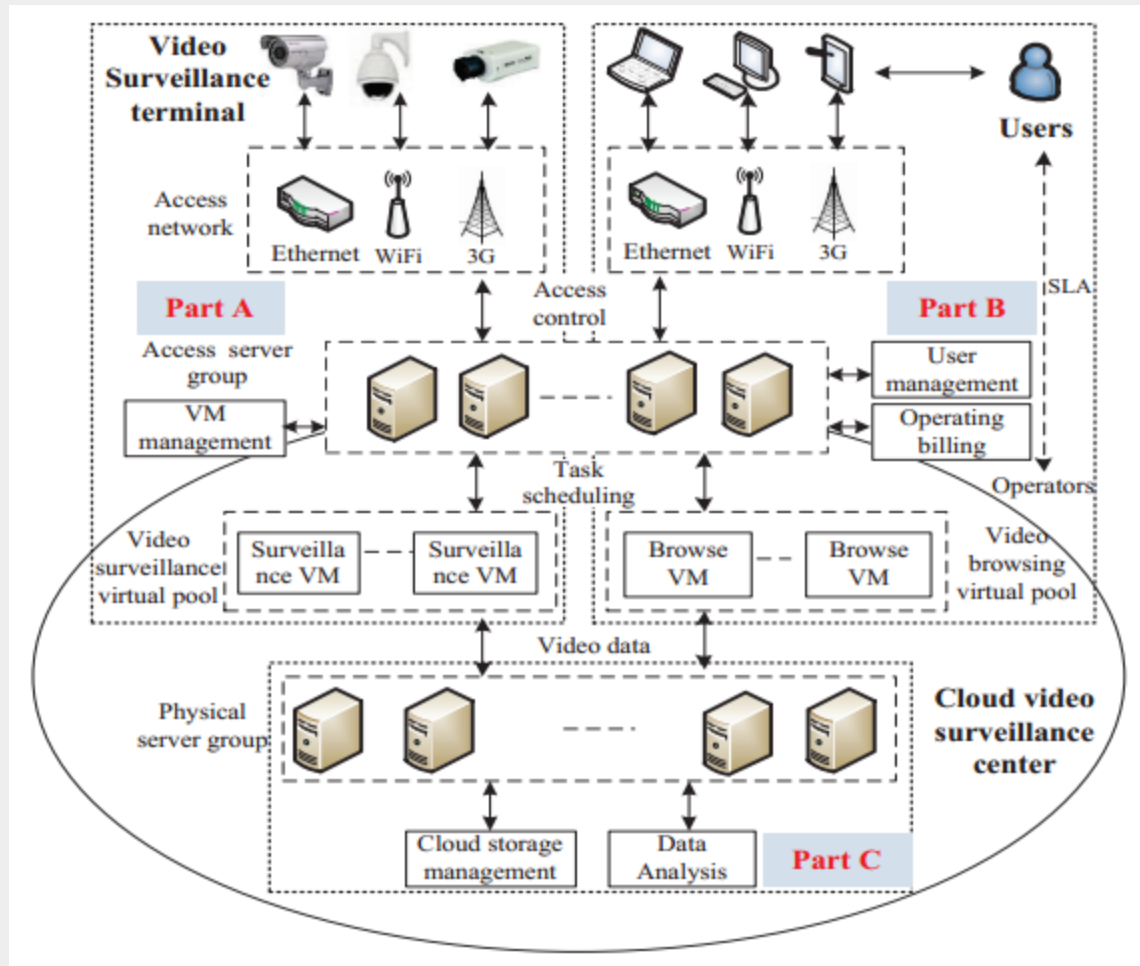 Video
Surveillance
terminal
Users
Access
network
Ethernet
WiFi
3G
Ethernet
WiFi
3G
Part A
Access
control
Part B
SLA
Access server
group
User
management
VM
management
Operating
billing
Task
scheduling
Operators
Video
surveillance
virtual pool
Surveilla
nce VM
Surveilla
nce VM
Browse
VM
Browse
VM
Video
browsing
virtual pool
Video data
Physical
server group
Cloud video
surveillance
center
Cloud storage
management
Data
Analysis
Part C